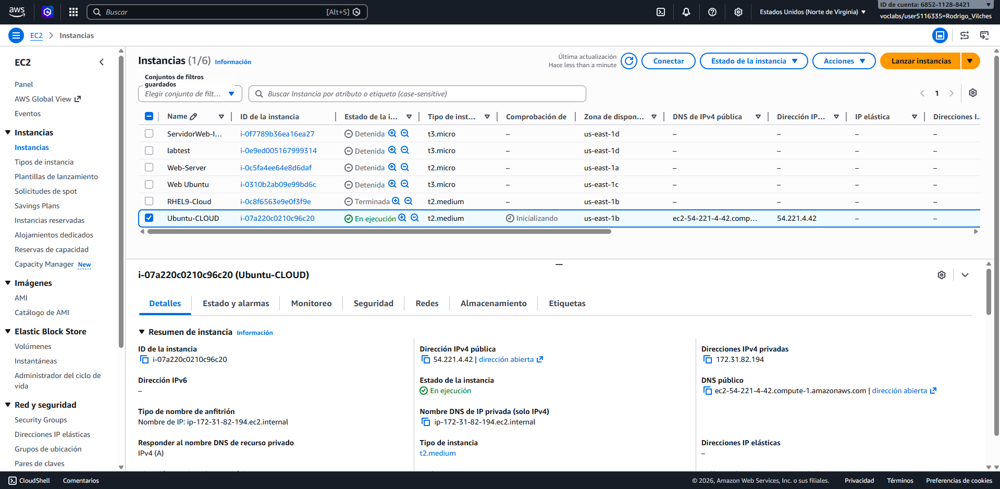 aws
Buscar
[Alt+S]
Estados Unidos (Norte de Virginia)
ID de cuenta: 6852-1128-8421
voclabs/user5116335=Rodrigo_Vilches
EC2
Instancias
EC2
Panel
AWS Global View
Eventos
Instancias
Instancias
Tipos de instancia
Plantillas de lanzamiento
Solicitudes de spot
Savings Plans
Instancias reservadas
Alojamientos dedicados
Reservas de capacidad
Capacity Manager New
Imágenes
AMI
Catálogo de AMI
Elastic Block Store
Volúmenes
Instantáneas
Administrador del ciclo de
vida
Red y seguridad
Security Groups
Direcciones IP elásticas
Grupos de ubicación
Pares de claves
Instancias (1/6) Información
Última actualización
Hace less than a minute
Conectar
Estado de la instancia
Acciones
Lanzar instancias
Conjuntos de filtros
guardados
Elegir conjunto de filt...
Buscar Instancia por atributo o etiqueta (case-sensitive)
1
Name ID de la instancia Estado de la i... Tipo de inst... Comprobación de Zona de dispon... DNS de IPv4 pública Dirección IP... IP elástica Direcciones I...
ServidorWeb-I... i-0f7789b36ea16ea27 Detenida t3.micro – us-east-1d – – – –
labtest i-0e9ed005167999314 Detenida t3.micro – us-east-1d – – – –
Web-Server i-0c5fa4ee64e8d6daf Detenida t2.micro – us-east-1a – – – –
Web Ubuntu i-0310b2ab09e99bd6c Detenida t3.micro – us-east-1c – – – –
RHEL9-Cloud i-0c8f6563e9e0f3f9e Terminada t2.medium – us-east-1b – – – –
Ubuntu-CLOUD i-07a220c0210c96c20 En ejecución t2.medium Inicializando us-east-1b ec2-54-221-4-42.comp... 54.221.4.42 – –
i-07a220c0210c96c20 (Ubuntu-CLOUD)
Detalles Estado y alarmas Monitoreo Seguridad Redes Almacenamiento Etiquetas
Resumen de instancia Información
ID de la instancia
i-07a220c0210c96c20
Dirección IPv4 pública
54.221.4.42 | dirección abierta
Direcciones IPv4 privadas
172.31.82.194
Dirección IPv6
–
Estado de la instancia
En ejecución
DNS público
ec2-54-221-4-42.compute-1.amazonaws.com | dirección abierta
Tipo de nombre de anfitrión
Nombre de IP: ip-172-31-82-194.ec2.internal
Nombre DNS de IP privada (solo IPv4)
ip-172-31-82-194.ec2.internal
Responder al nombre DNS de recurso privado
IPv4 (A)
Tipo de instancia
t2.medium
Direcciones IP elásticas
–
CloudShell
Comentarios
© 2026, Amazon Web Services, Inc. o sus filiales.
Privacidad
Términos
Preferencias de cookies